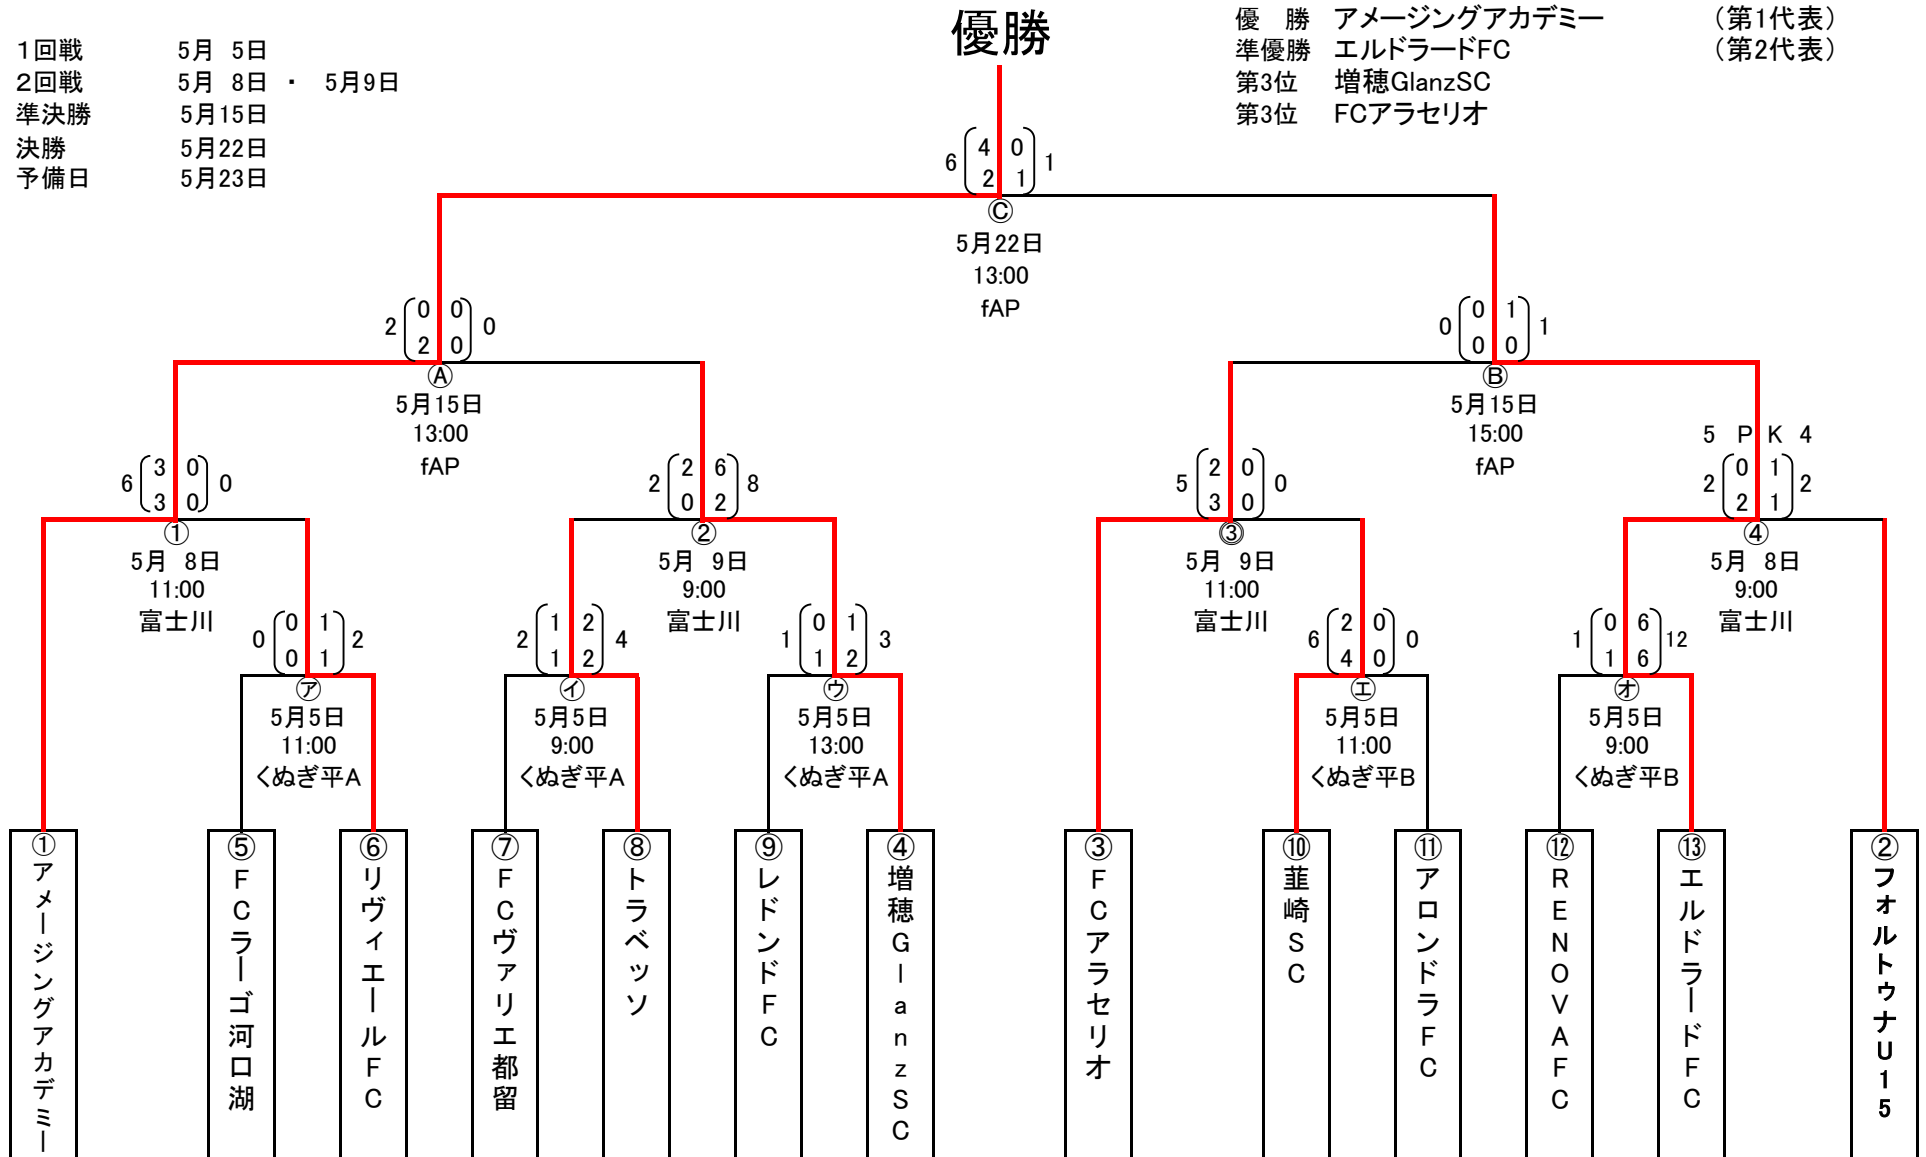 優勝
優　勝　アメージングアカデミー　（第1代表）
準優勝　エルドラードFC　（第2代表）
第3位　増穂GlanzSC
第3位　FCアラセリオ
1回戦　5月 5日
2回戦　5月 8日 ・ 5月9日
準決勝　5月15日
決勝　5月22日
予備日　5月23日
6 4 0 1
2 1
Ⓒ
5月22日
13:00
fAP
2 0 0 0
2 0
Ⓐ
5月15日
13:00
fAP
0 0 1 1
0 0
Ⓑ
5月15日
15:00
fAP
6 3 0 0
3 0
①
5月 8日
11:00
富士川
2 2 6 8
0 2
②
5月 9日
9:00
富士川
5 2 0 0
3 0
③
5月 9日
11:00
富士川
5 P K 4
2 0 1 2
2 1
④
5月 8日
9:00
富士川
0 0 1 2
0 1
㋐
5月5日
11:00
くぬぎ平A
2 1 2 4
1 2
㋑
5月5日
9:00
くぬぎ平A
1 0 1 3
1 2
㋒
5月5日
13:00
くぬぎ平A
6 2 0 0
4 0
㋓
5月5日
11:00
くぬぎ平B
1 0 6 12
1 6
㋔
5月5日
9:00
くぬぎ平B
①アメージングアカデミー
⑤FCラーゴ河口湖
⑥リヴィエールFC
⑦FCヴァリエ都留
⑧トラベッソ
⑨レドンドFC
④増穂GlanzSC
③FCアラセリオ
⑩韮崎SC
⑪アロンドラFC
⑫RENOVAFC
⑬エルドラードFC
②フォルトゥナU15